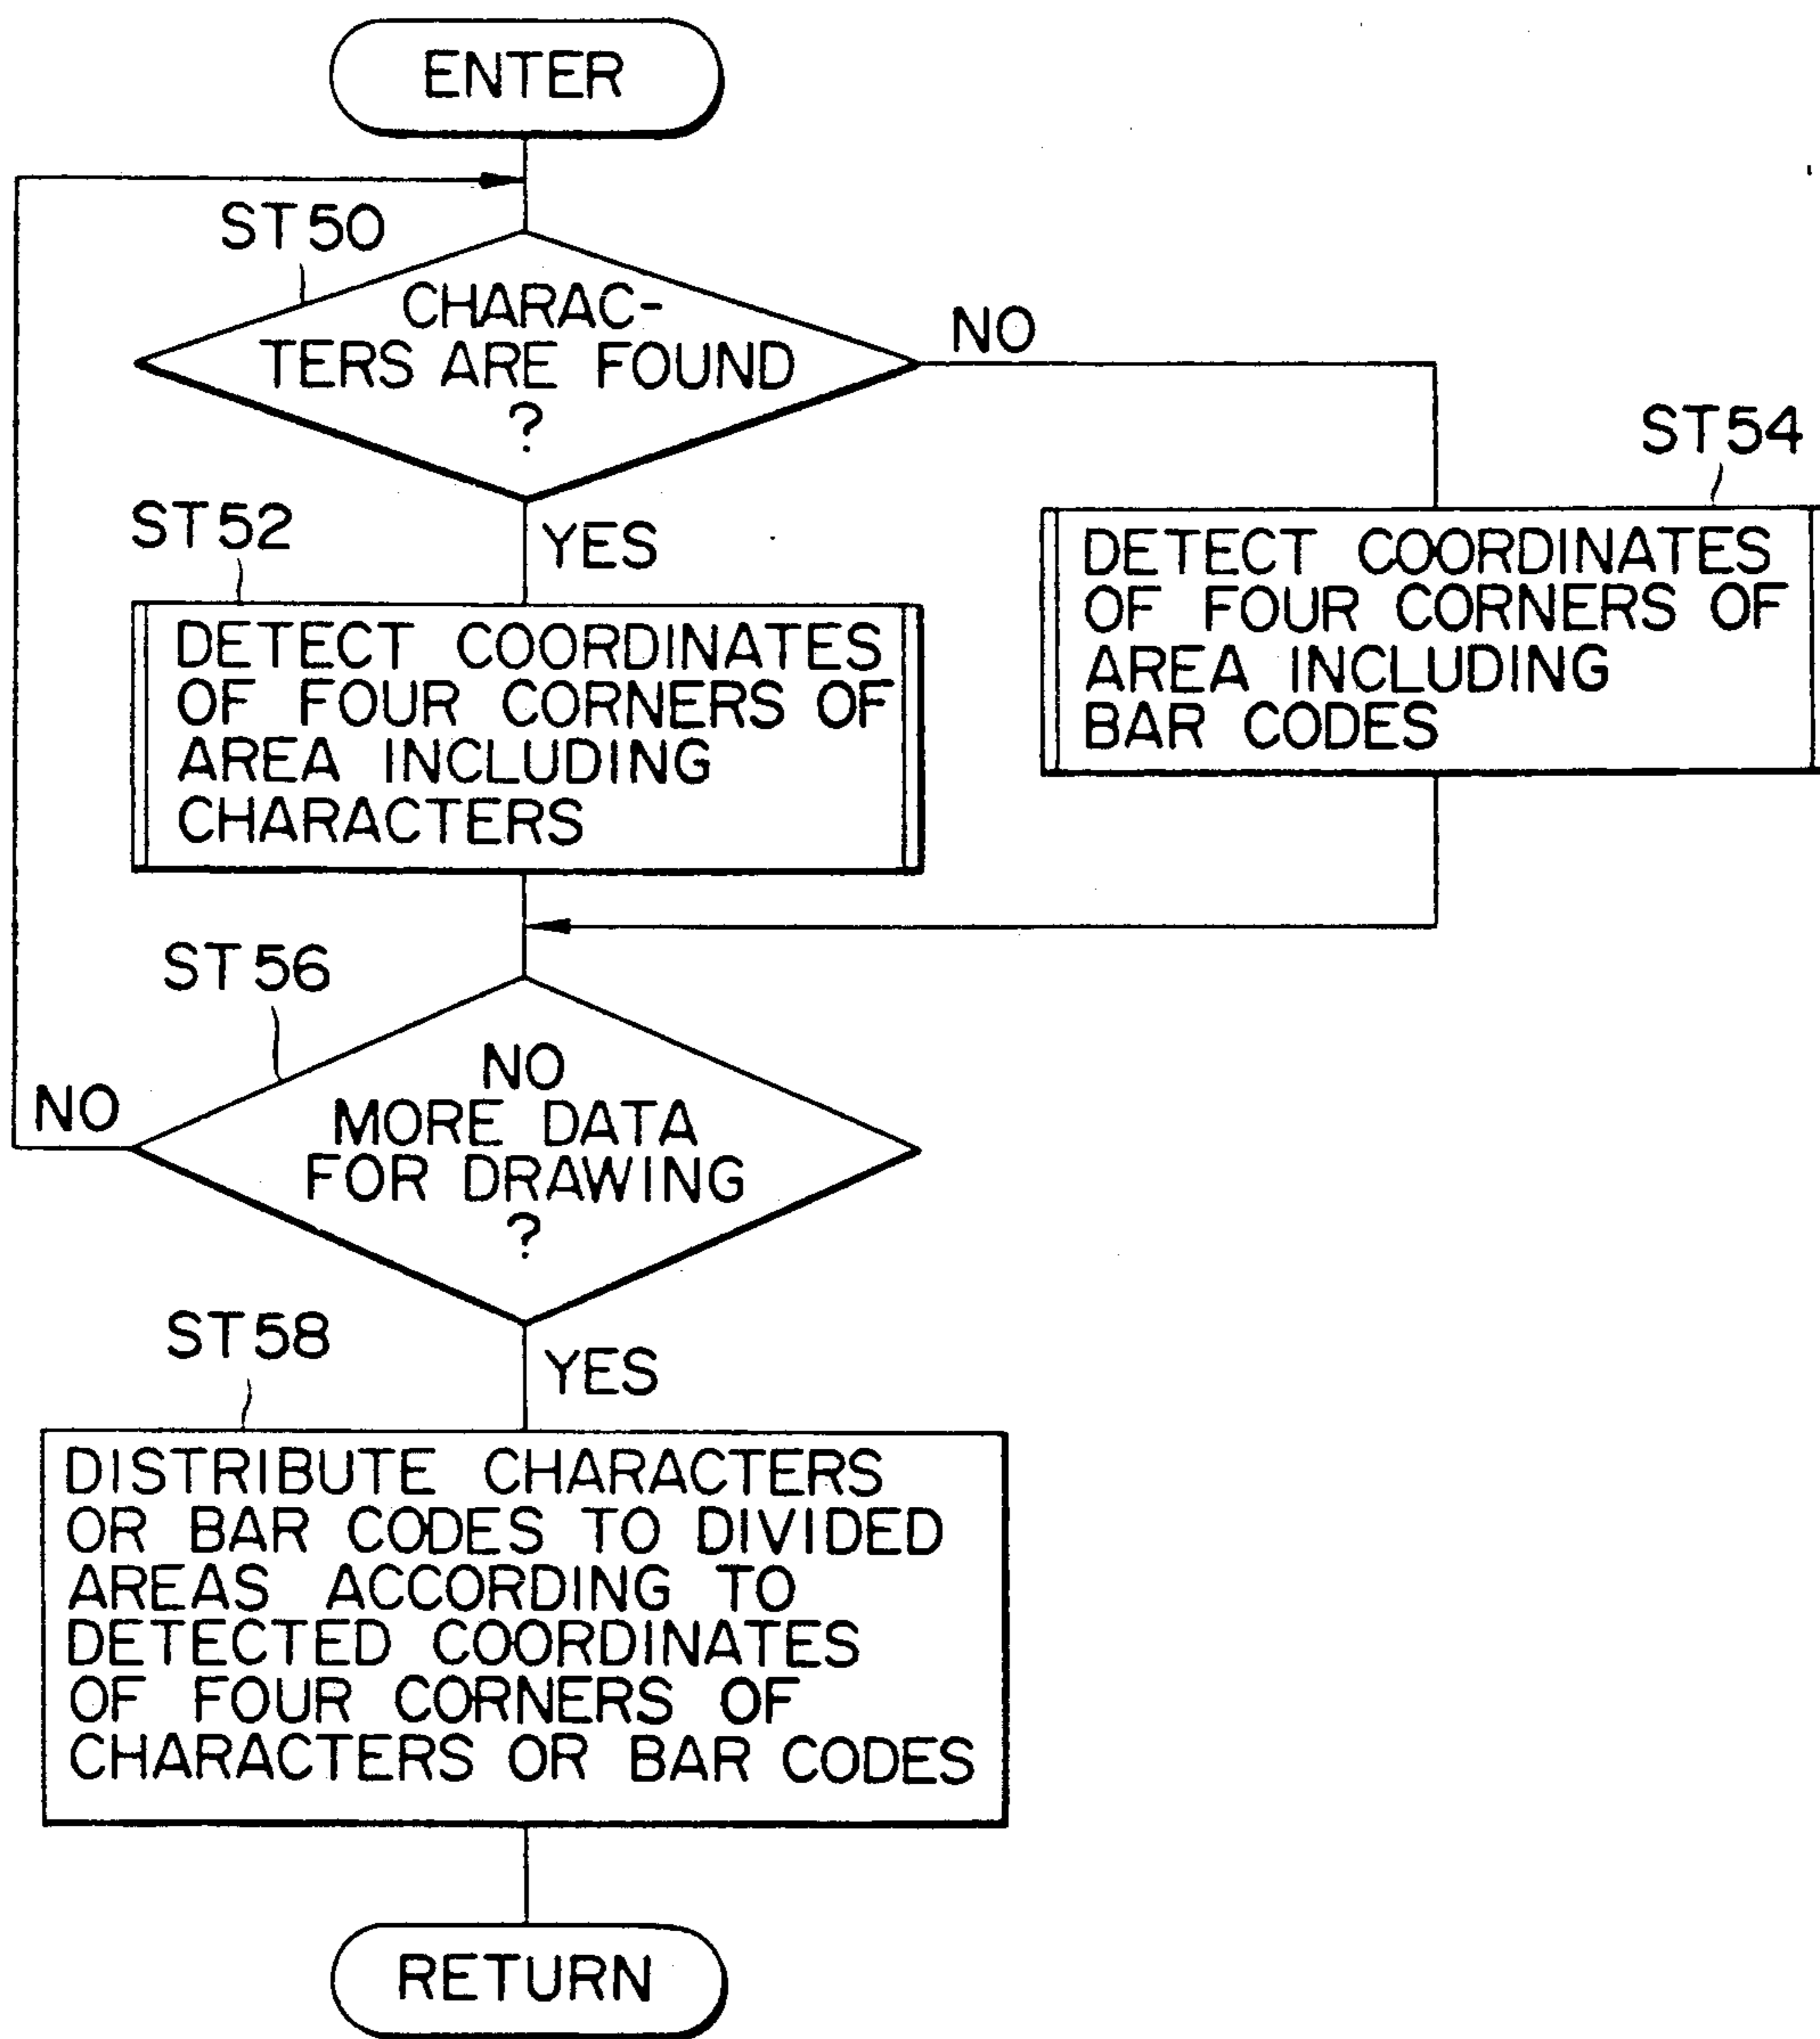 ENTER
ST50
CHARAC-
TERS ARE FOUND
?
NO
YES
ST52
DETECT COORDINATES
OF FOUR CORNERS OF
AREA INCLUDING
CHARACTERS
ST54
DETECT COORDINATES
OF FOUR CORNERS OF
AREA INCLUDING
BAR CODES
ST56
NO
MORE DATA
FOR DRAWING
?
NO
YES
ST58
DISTRIBUTE CHARACTERS
OR BAR CODES TO DIVIDED
AREAS ACCORDING TO
DETECTED COORDINATES
OF FOUR CORNERS OF
CHARACTERS OR BAR CODES
RETURN